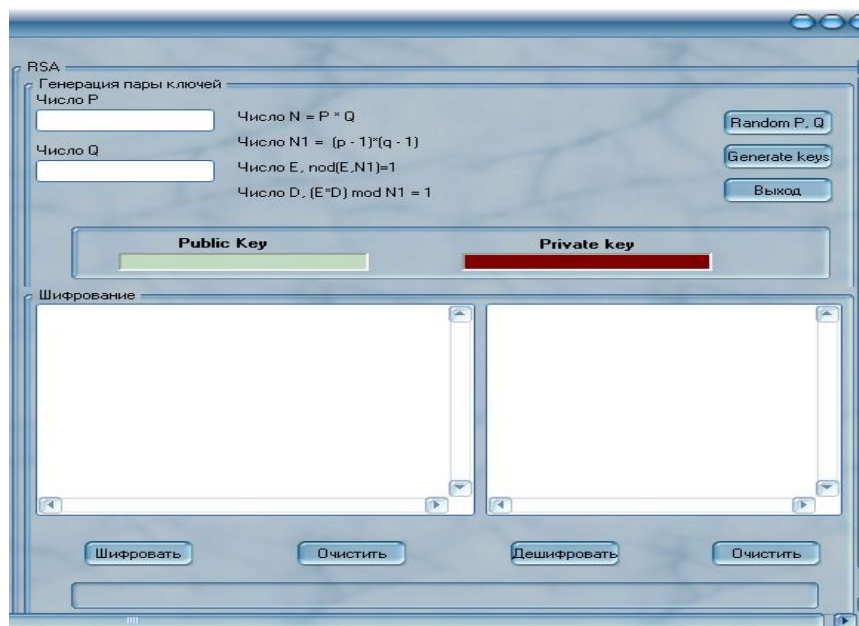 RSA
Генерация пары ключей
Число P
Число N = P * Q
Random P, Q
Число N1 =  (p - 1)*(q - 1)
Число Q
Generate keys
Число E, nod(E,N1)=1
Число D, (E*D) mod N1 = 1
Выход
Public Key
Private key
Шифрование
Шифровать
Очистить
Дешифровать
Очистить